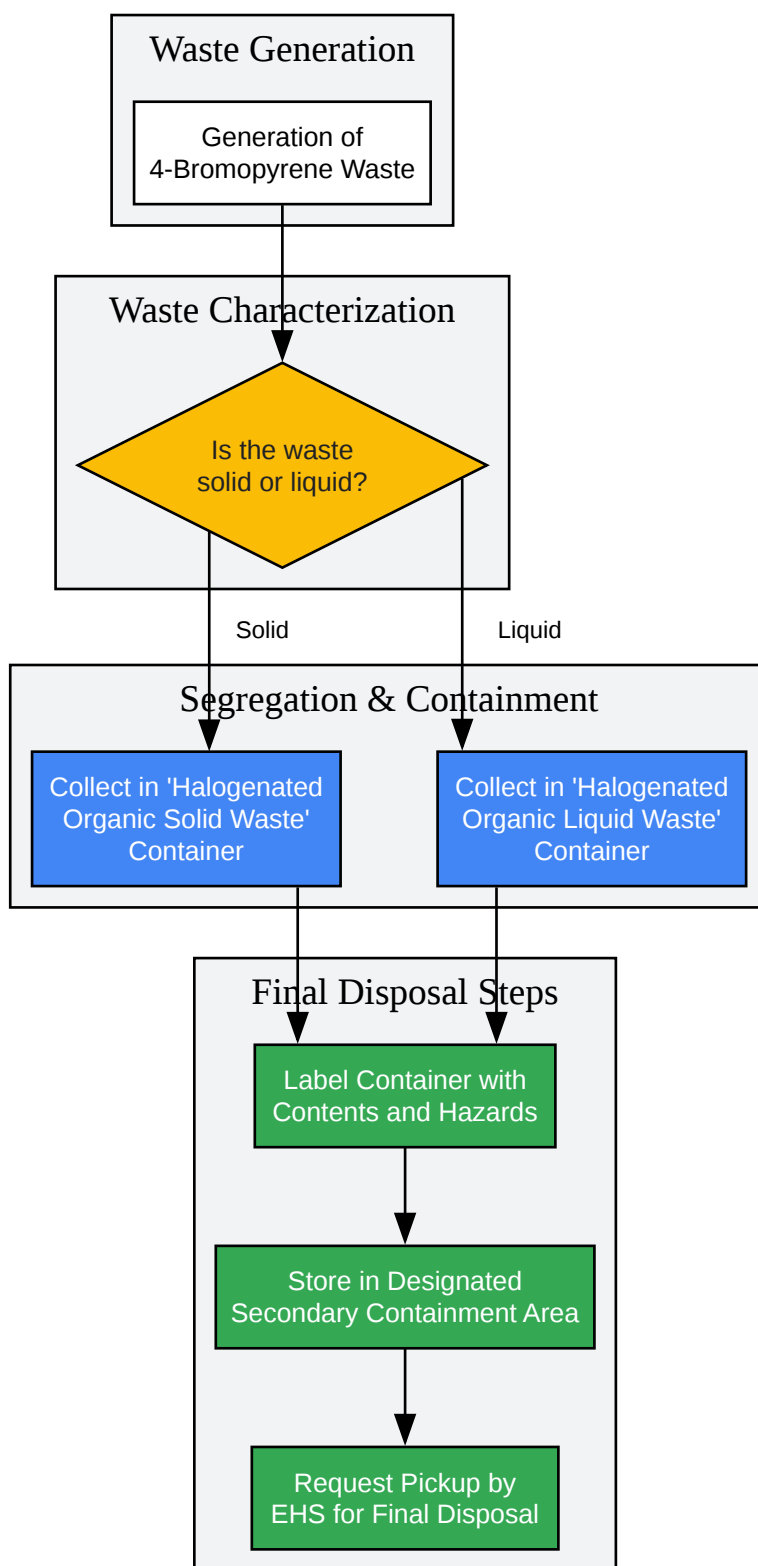 Waste Generation
Generation of
4-Bromopyrene Waste
Waste Characterization
Is the waste
solid or liquid?
Solid
Liquid
Segregation & Containment
Collect in 'Halogenated
Organic Solid Waste'
Container
Collect in 'Halogenated
Organic Liquid Waste'
Container
Final Disposal Steps
Label Container with
Contents and Hazards
Store in Designated
Secondary Containment Area
Request Pickup by
EHS for Final Disposal